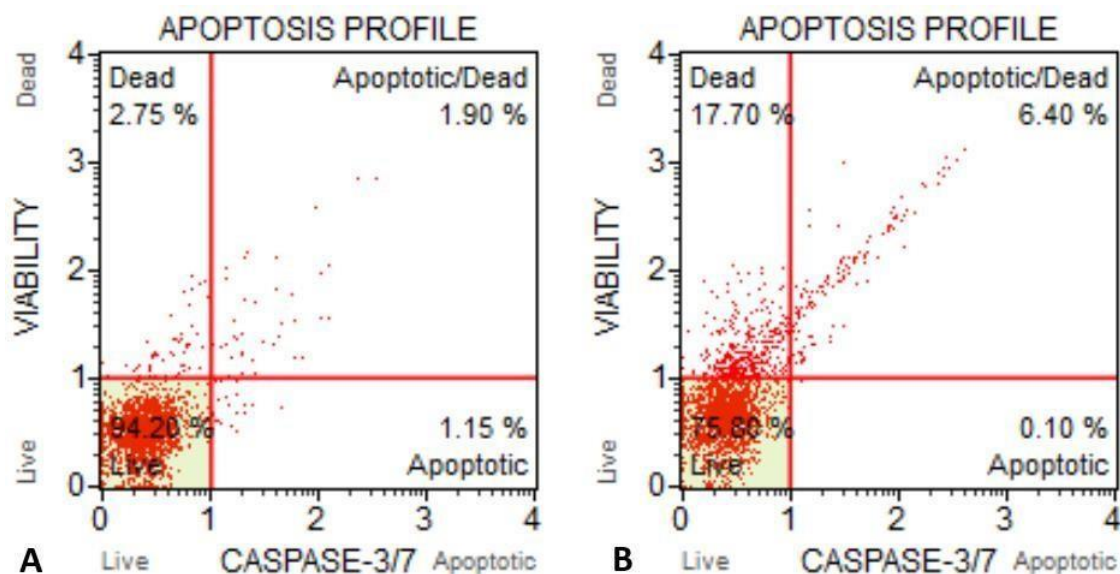 APOPTOSIS PROFILE
4
3
2
1
0
Dead
Live
VIABILITY
Dead
2.75 %
Apoptotic/Dead
1.90 %
94.20 %
Live
1.15 %
Apoptotic
0 1 2 3 4
A
Live CASPASE-3/7 Apoptotic
APOPTOSIS PROFILE
4
3
2
1
0
Dead
Live
VIABILITY
Dead
17.70 %
Apoptotic/Dead
6.40 %
75.80 %
Live
0.10 %
Apoptotic
0 1 2 3 4
B
Live CASPASE-3/7 Apoptotic